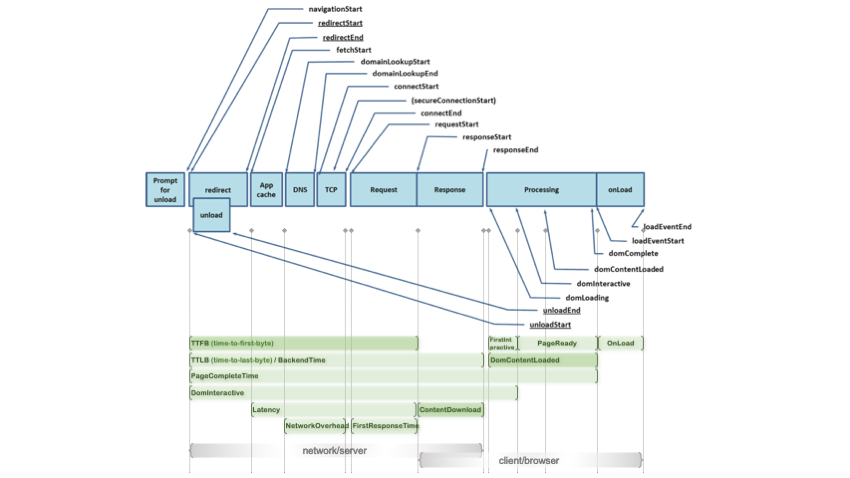 navigationStart
redirectStart
redirectEnd
fetchStart
domainLookupStart
domainLookupEnd
connectStart
(secureConnectionStart)
connectEnd
requestStart
responseStart
responseEnd
Prompt
for
unload
redirect
App
cache
DNS
TCP
Request
Response
Processing
onLoad
unload
loadEventEnd
loadEventStart
domComplete
domContentLoaded
domInteractive
domLoading
unloadEnd
unloadStart
TTFB (time-to-first-byte)
FirstInt
eractive
PageReady
OnLoad
TTLB (time-to-last-byte) / BackendTime
DomContentLoaded
PageCompleteTime
DomInteractive
Latency
ContentDownload
NetworkOverhead
FirstResponseTime
network/server
client/browser